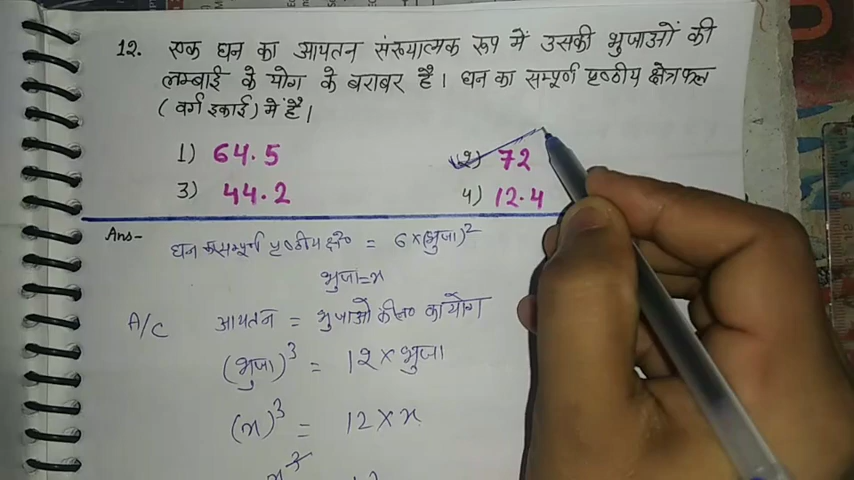 12. एक घन का आयतन संख्यात्मक रूप में उसकी भुजाओं की
लम्बाई के योग के बराबर है। घन का सम्पूर्ण पृष्ठीय क्षेत्रफल
( वर्ग इकाई ) में है।
1) 64.5 (2) 72
3) 44.2 4) 12.4
Ans-
घन सम्पूर्ण पृष्ठीय क्षे० = 6×(भुजा)²
भुजा=x
A/C आयतन = भुजाओं की ल० का योग
(भुजा)³ = 12×भुजा
(x)³ = 12×x